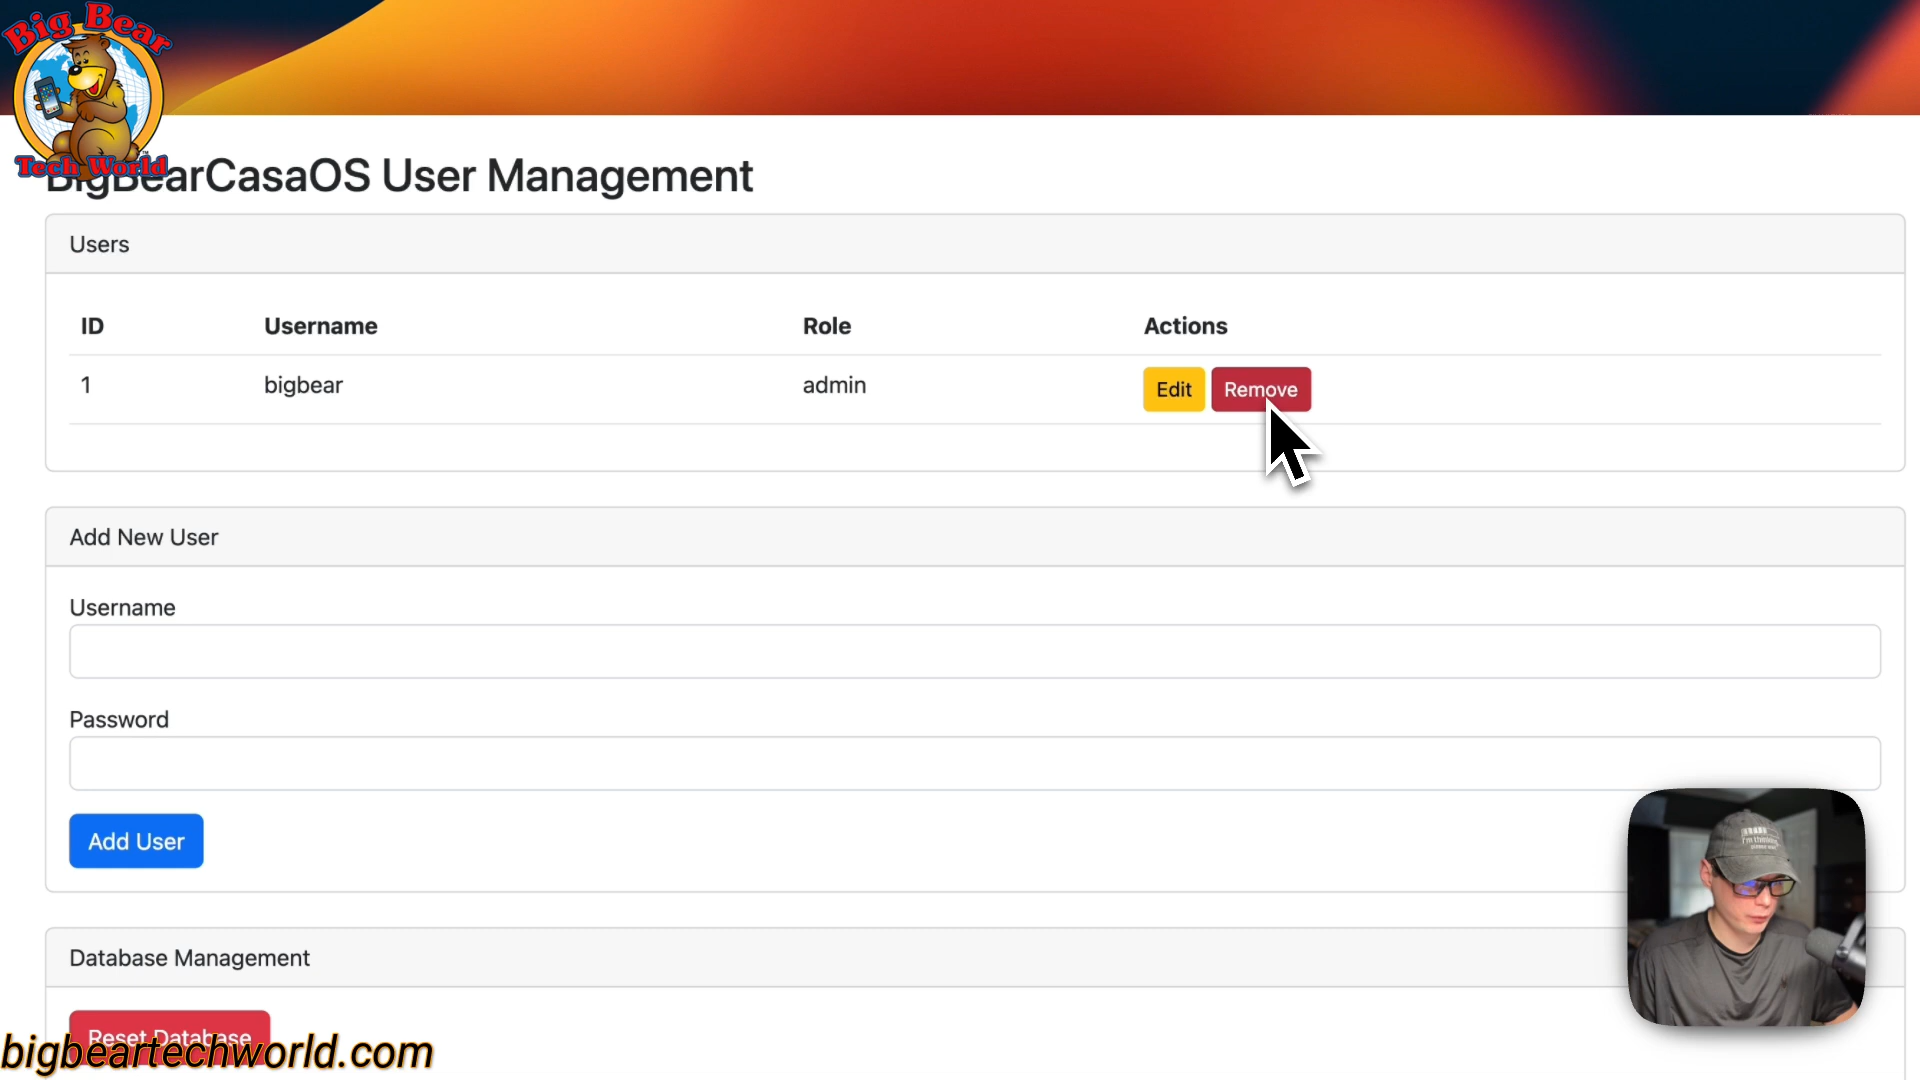 Big Bear
Tech World
BigBearCasaOS User Management
Users
ID Username Role Actions
1 bigbear admin Edit Remove
Add New User
Username
Password
Add User
Database Management
Reset Database
bigbeartechworld.com